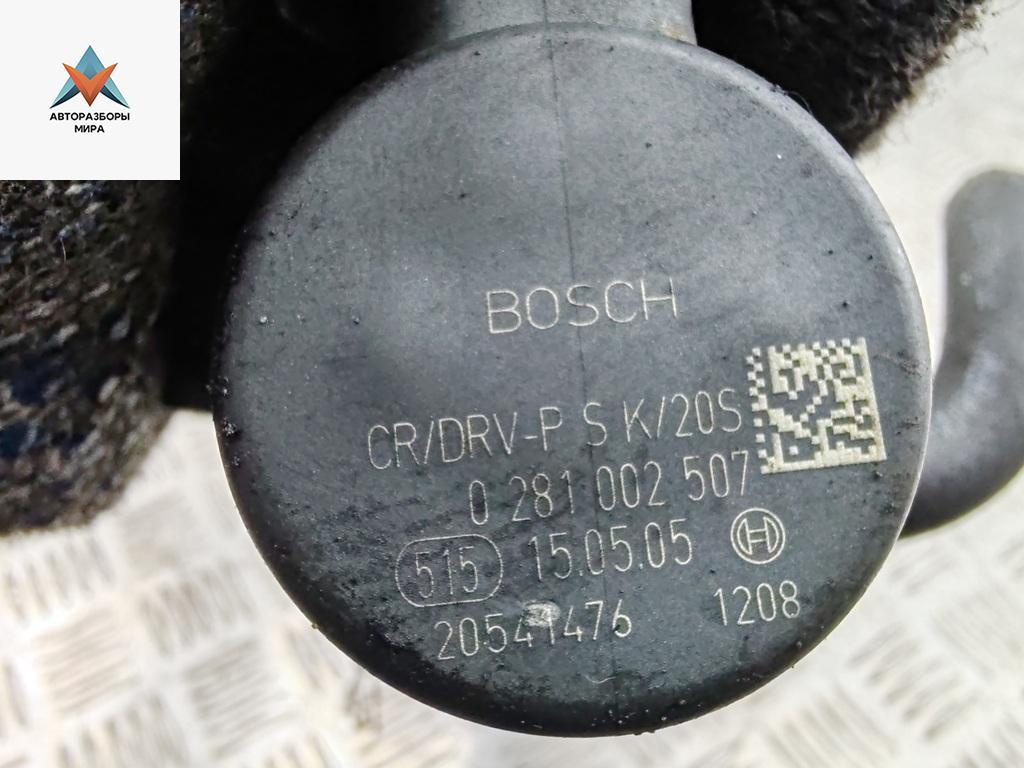 АВТОРАЗБОРЫ
МИРА
BOSCH
CR/DRV-P S K/20S
0 281 002 507
515 15.05.05
20541476 1208